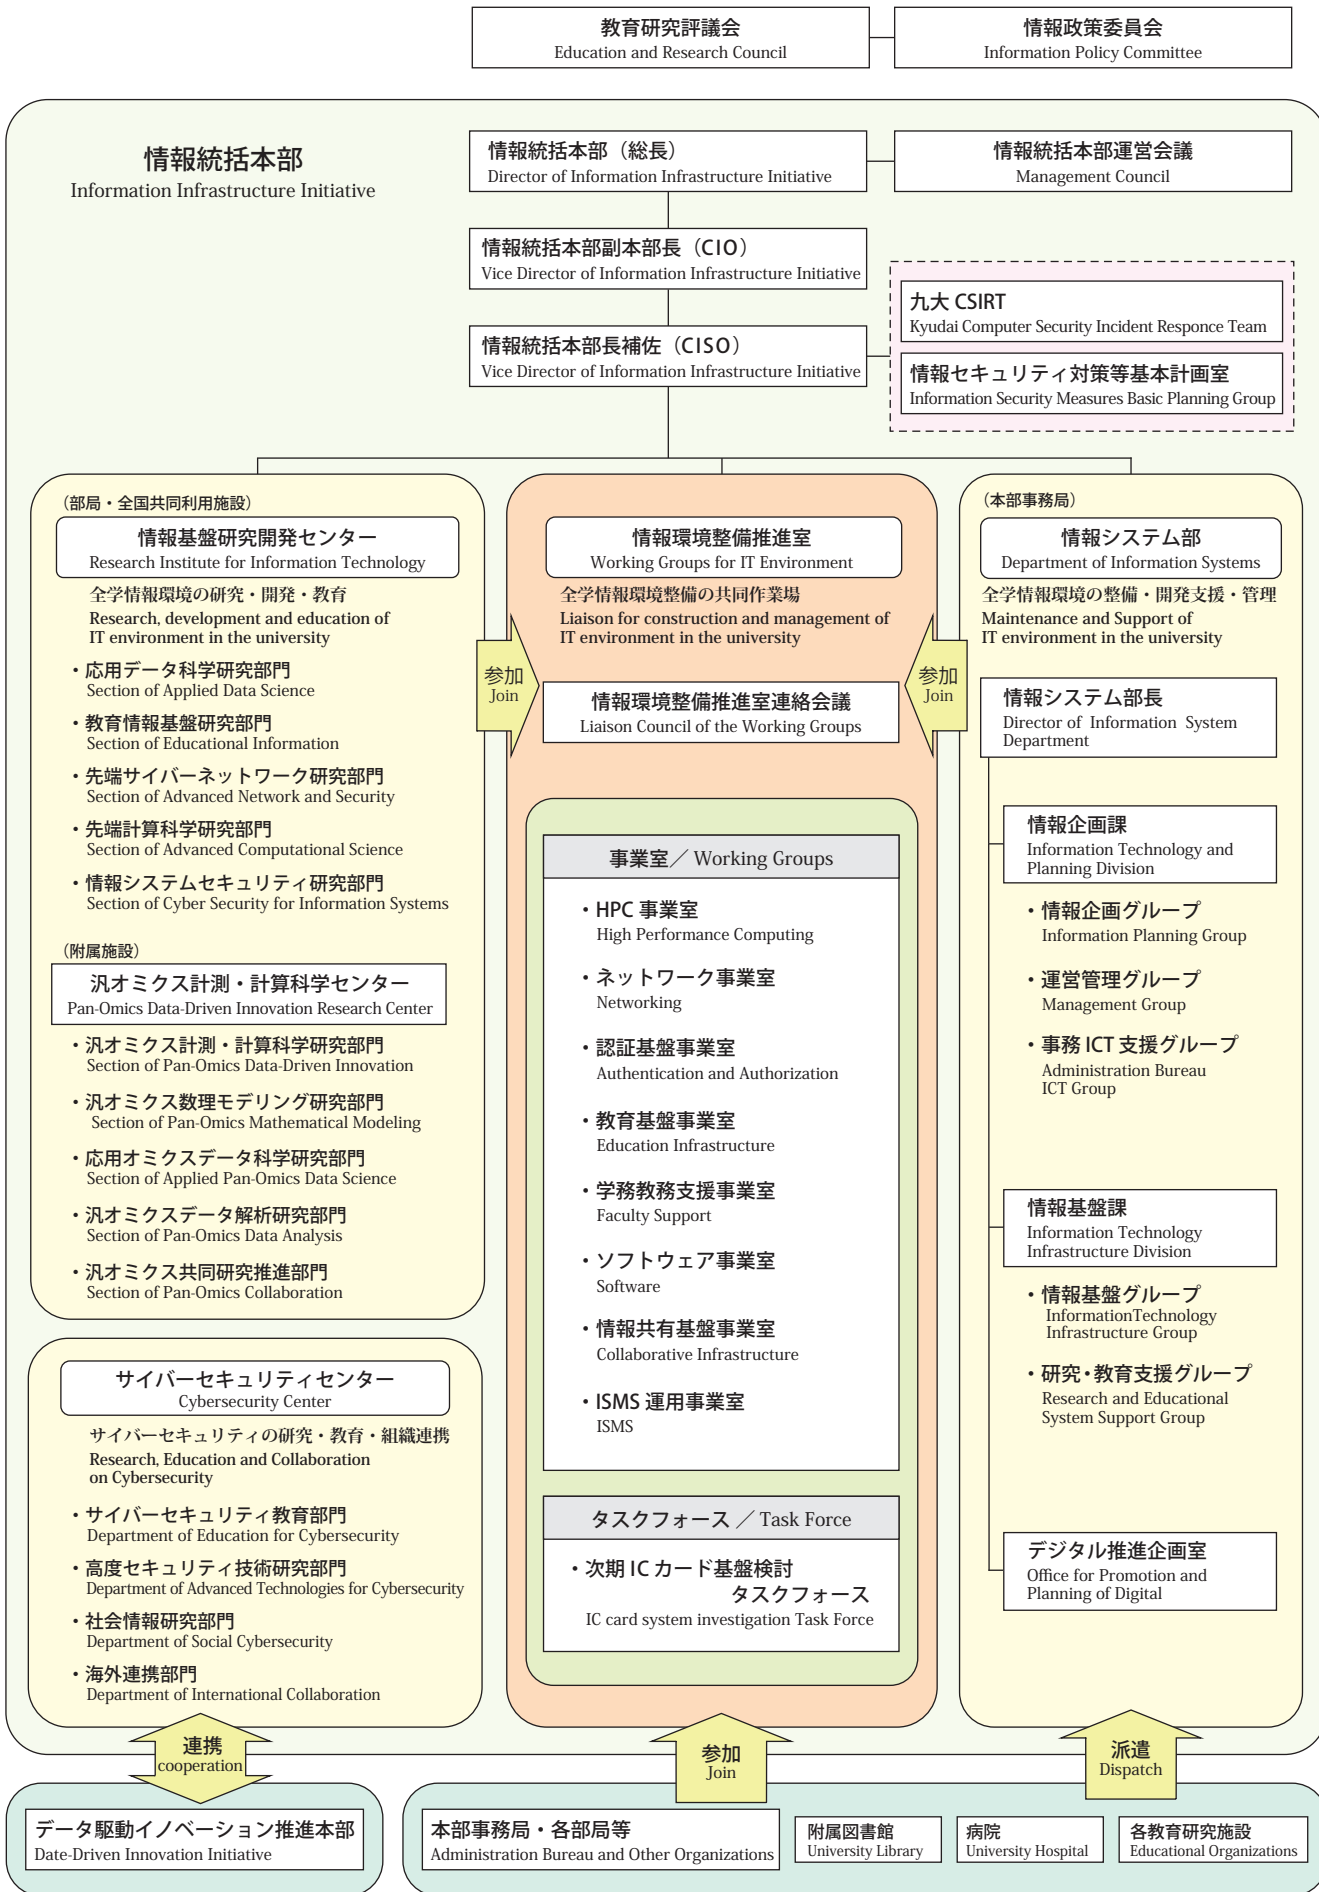 教育研究評議会
Education and Research Council
情報政策委員会
Information Policy Committee
情報統括本部
Information Infrastructure Initiative
情報統括本部（総長）
Director of Information Infrastructure Initiative
情報統括本部運営会議
Management Council
情報統括本部副本部長（CIO）
Vice Director of Information Infrastructure Initiative
情報統括本部長補佐（CISO）
Vice Director of Information Infrastructure Initiative
九大 CSIRT
Kyudai Computer Security Incident Responce Team
情報セキュリティ対策等基本計画室
Information Security Measures Basic Planning Group
（部局・全国共同利用施設）
情報基盤研究開発センター
Research Institute for Information Technology
全学情報環境の研究・開発・教育
Research, development and education of
IT environment in the university
・応用データ科学研究部門
Section of Applied Data Science
・教育情報基盤研究部門
Section of Educational Information
・先端サイバーネットワーク研究部門
Section of Advanced Network and Security
・先端計算科学研究部門
Section of Advanced Computational Science
・情報システムセキュリティ研究部門
Section of Cyber Security for Information Systems
（附属施設）
汎オミクス計測・計算科学センター
Pan-Omics Data-Driven Innovation Research Center
・汎オミクス計測・計算科学研究部門
Section of Pan-Omics Data-Driven Innovation
・汎オミクス数理モデリング研究部門
Section of Pan-Omics Mathematical Modeling
・応用オミクスデータ科学研究部門
Section of Applied Pan-Omics Data Science
・汎オミクスデータ解析研究部門
Section of Pan-Omics Data Analysis
・汎オミクス共同研究推進部門
Section of Pan-Omics Collaboration
サイバーセキュリティセンター
Cybersecurity Center
サイバーセキュリティの研究・教育・組織連携
Research, Education and Collaboration
on Cybersecurity
・サイバーセキュリティ教育部門
Department of Education for Cybersecurity
・高度セキュリティ技術研究部門
Department of Advanced Technologies for Cybersecurity
・社会情報研究部門
Department of Social Cybersecurity
・海外連携部門
Department of International Collaboration
参加
Join
情報環境整備推進室
Working Groups for IT Environment
全学情報環境整備の共同作業場
Liaison for construction and management of
IT environment in the university
情報環境整備推進室連絡会議
Liaison Council of the Working Groups
事業室／ Working Groups
・HPC 事業室
High Performance Computing
・ネットワーク事業室
Networking
・認証基盤事業室
Authentication and Authorization
・教育基盤事業室
Education Infrastructure
・学務教務支援事業室
Faculty Support
・ソフトウェア事業室
Software
・情報共有基盤事業室
Collaborative Infrastructure
・ISMS 運用事業室
ISMS
タスクフォース ／ Task Force
・次期 IC カード基盤検討
タスクフォース
IC card system investigation Task Force
参加
Join
（本部事務局）
情報システム部
Department of Information Systems
全学情報環境の整備・開発支援・管理
Maintenance and Support of
IT environment in the university
情報システム部長
Director of Information System
Department
情報企画課
Information Technology and
Planning Division
・情報企画グループ
Information Planning Group
・運営管理グループ
Management Group
・事務 ICT 支援グループ
Administration Bureau
ICT Group
情報基盤課
Information Technology
Infrastructure Division
・情報基盤グループ
InformationTechnology
Infrastructure Group
・研究・教育支援グループ
Research and Educational
System Support Group
デジタル推進企画室
Office for Promotion and
Planning of Digital
連携
cooperation
参加
Join
派遣
Dispatch
データ駆動イノベーション推進本部
Date-Driven Innovation Initiative
本部事務局・各部局等
Administration Bureau and Other Organizations
附属図書館
University Library
病院
University Hospital
各教育研究施設
Educational Organizations